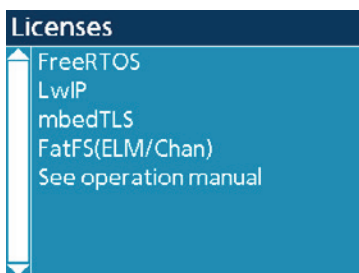 Licenses
FreeRTOS
LwIP
mbedTLS
FatFS(ELM/Chan)
See operation manual